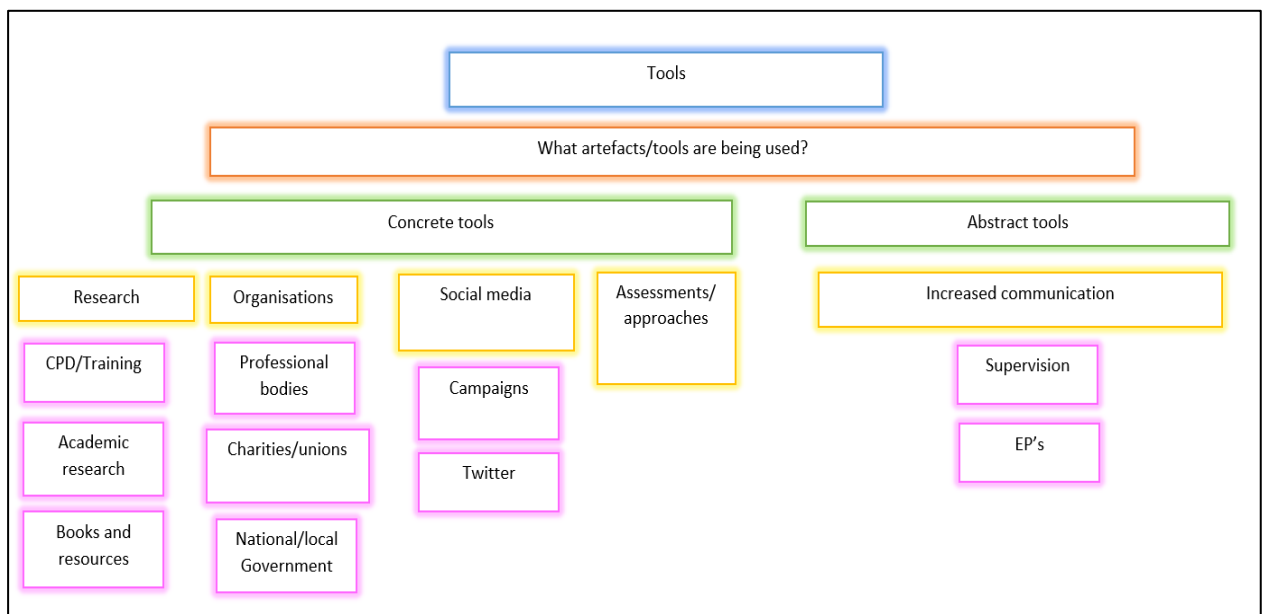 Tools
What artefacts/tools are being used?
Concrete tools
Abstract tools
Research
Organisations
Social media
Assessments/
approaches
Increased communication
CPD/Training
Professional
bodies
Campaigns
Supervision
Academic
research
Charities/unions
Twitter
EP’s
Books and
resources
National/local
Government